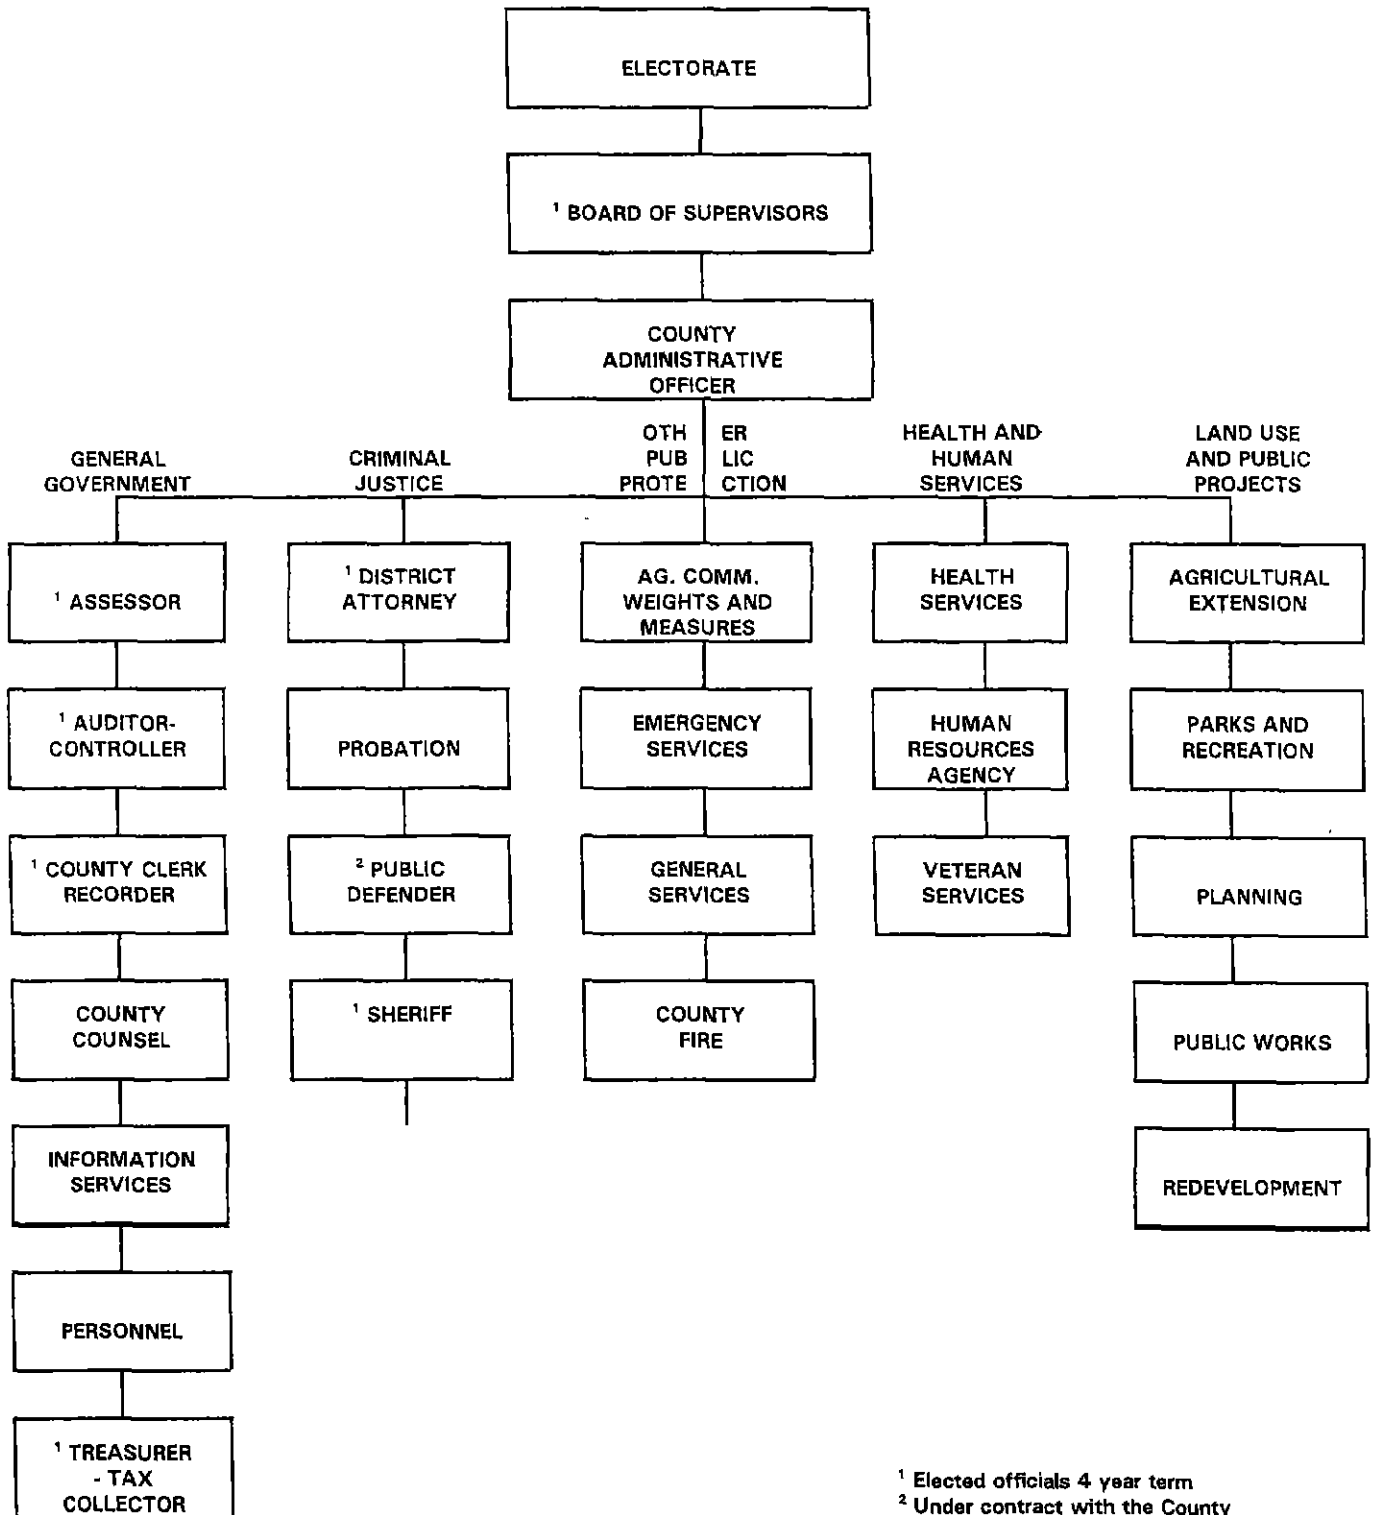 ELECTORATE
¹ BOARD OF SUPERVISORS
COUNTY
ADMINISTRATIVE
OFFICER
GENERAL
GOVERNMENT
CRIMINAL
JUSTICE
OTH ER
PUB LIC
PROTE CTION
HEALTH AND
HUMAN
SERVICES
LAND USE
AND PUBLIC
PROJECTS
¹ ASSESSOR
¹ DISTRICT
ATTORNEY
AG. COMM.
WEIGHTS AND
MEASURES
HEALTH
SERVICES
AGRICULTURAL
EXTENSION
¹ AUDITOR-
CONTROLLER
PROBATION
EMERGENCY
SERVICES
HUMAN
RESOURCES
AGENCY
PARKS AND
RECREATION
¹ COUNTY CLERK
RECORDER
² PUBLIC
DEFENDER
GENERAL
SERVICES
VETERAN
SERVICES
PLANNING
COUNTY
COUNSEL
¹ SHERIFF
COUNTY
FIRE
PUBLIC WORKS
INFORMATION
SERVICES
REDEVELOPMENT
PERSONNEL
¹ TREASURER
- TAX
COLLECTOR
¹ Elected officials 4 year term
² Under contract with the County